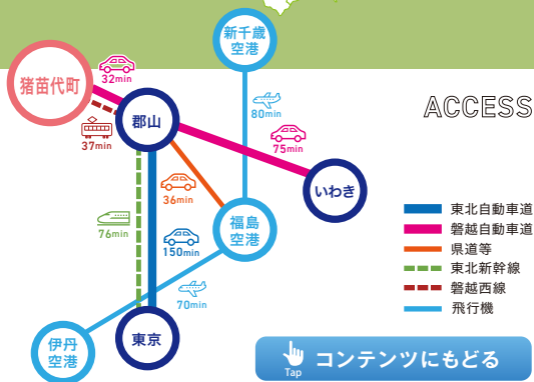 新千歳
空港
猪苗代町
32min
80min
ACCESS
郡山
37min
75min
いわき
36min
76min
福島
空港
150min
70min
伊丹
空港
東京
東北自動車道
磐越自動車道
県道等
東北新幹線
磐越西線
飛行機
Tap
コンテンツにもどる